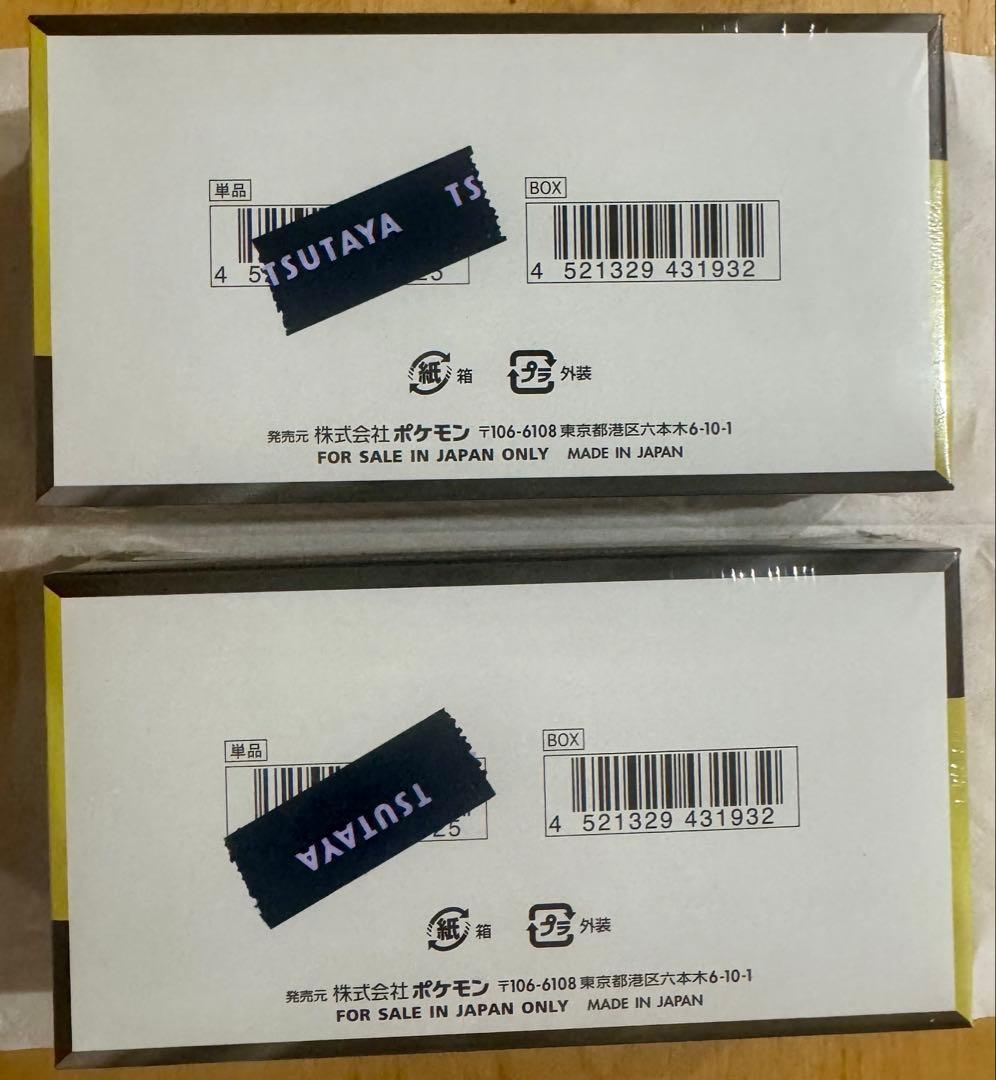 単品
BOX
TSUTAYA TS
4 521329 431932
紙 箱 プラ 外装
発売元 株式会社ポケモン 〒106-6108 東京都港区六本木6-10-1
FOR SALE IN JAPAN ONLY MADE IN JAPAN
単品
BOX
TSUTAYA
4 521329 431932
紙 箱 プラ 外装
発売元 株式会社ポケモン 〒106-6108 東京都港区六本木6-10-1
FOR SALE IN JAPAN ONLY MADE IN JAPAN